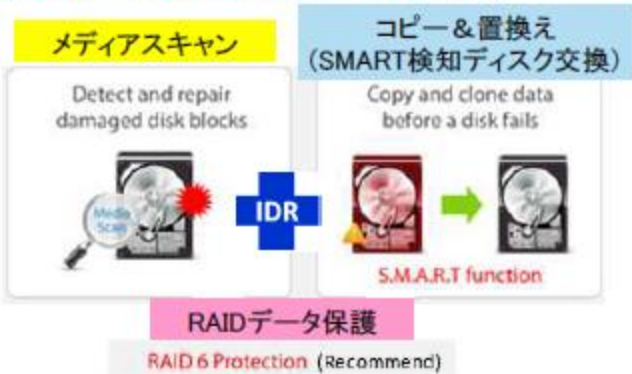 メディアスキャン
コピー＆置換え
(SMART検知ディスク交換)
Detect and repair
damaged disk blocks
Copy and clone data
before a disk fails
Media
Scan
IDR
S.M.A.R.T function
RAIDデータ保護
RAID 6 Protection (Recommend)